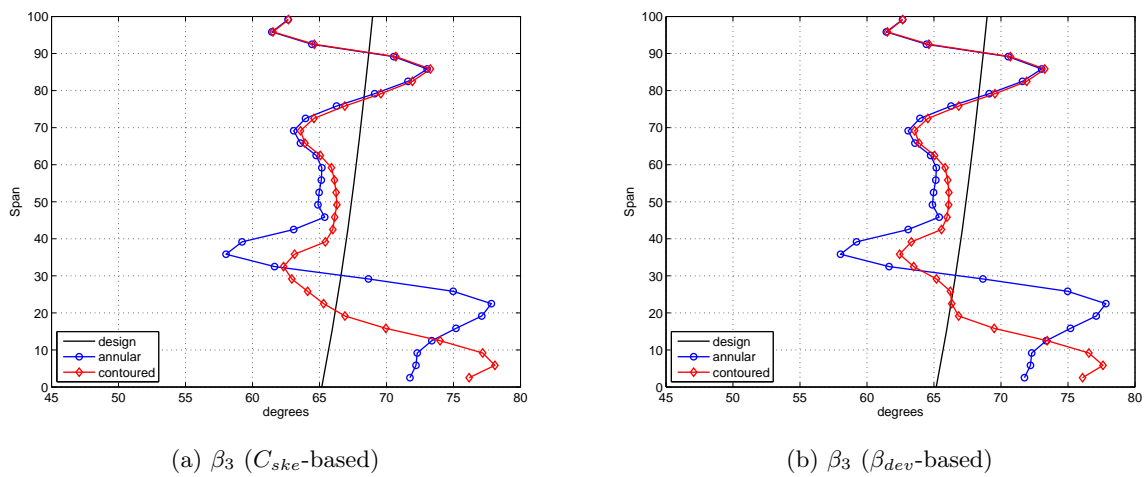 100
90
80
70
60
50
40
30
20
10
0
Span
45 50 55 60 65 70 75 80
degrees
design
annular
contoured
(a) β3 (Cske-based)
100
90
80
70
60
50
40
30
20
10
0
Span
45 50 55 60 65 70 75 80
degrees
design
annular
contoured
(b) β3 (βdev-based)